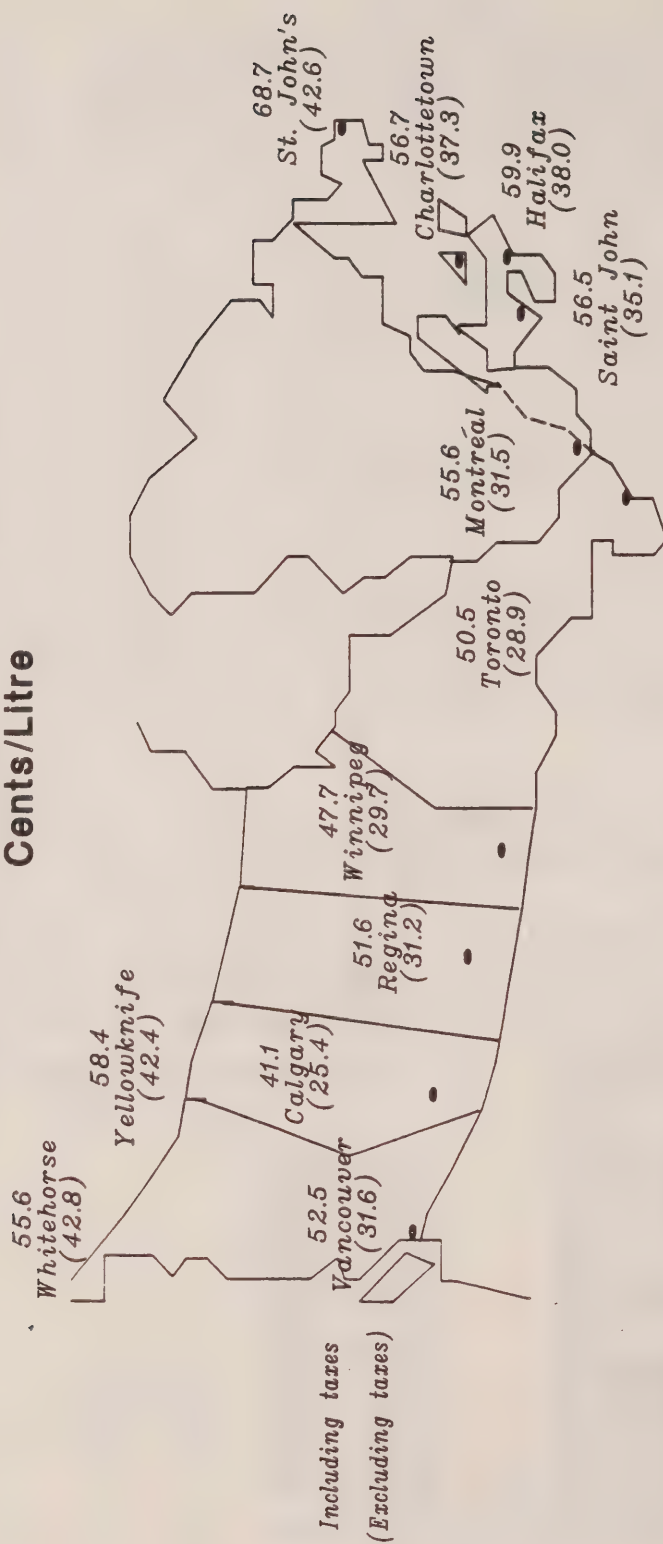 Cents/Litre
55.6
Whitehorse
(42.8)
58.4
Yellowknife
(42.4)
52.5
Vancouver
(31.6)
41.1
Calgary
(25.4)
51.6
Regina
(31.2)
47.7
Winnipeg
(29.7)
50.5
Toronto
(28.9)
55.6
Montréal
(31.5)
68.7
St. John's
(42.6)
56.7
Charlottetown
(37.3)
59.9
Halifax
(38.0)
56.5
Saint John
(35.1)
Including taxes
(Excluding taxes)